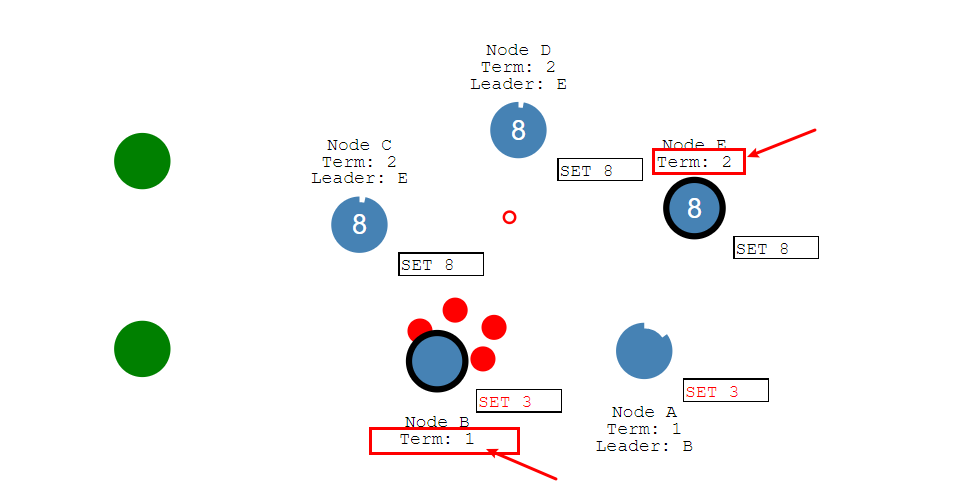 Node D
Term: 2
Leader: E
8
SET 8
Node C
Term: 2
Leader: E
8
SET 8
Node E
Term: 2
8
SET 8
SET 3
Node B
Term: 1
SET 3
Node A
Term: 1
Leader: B